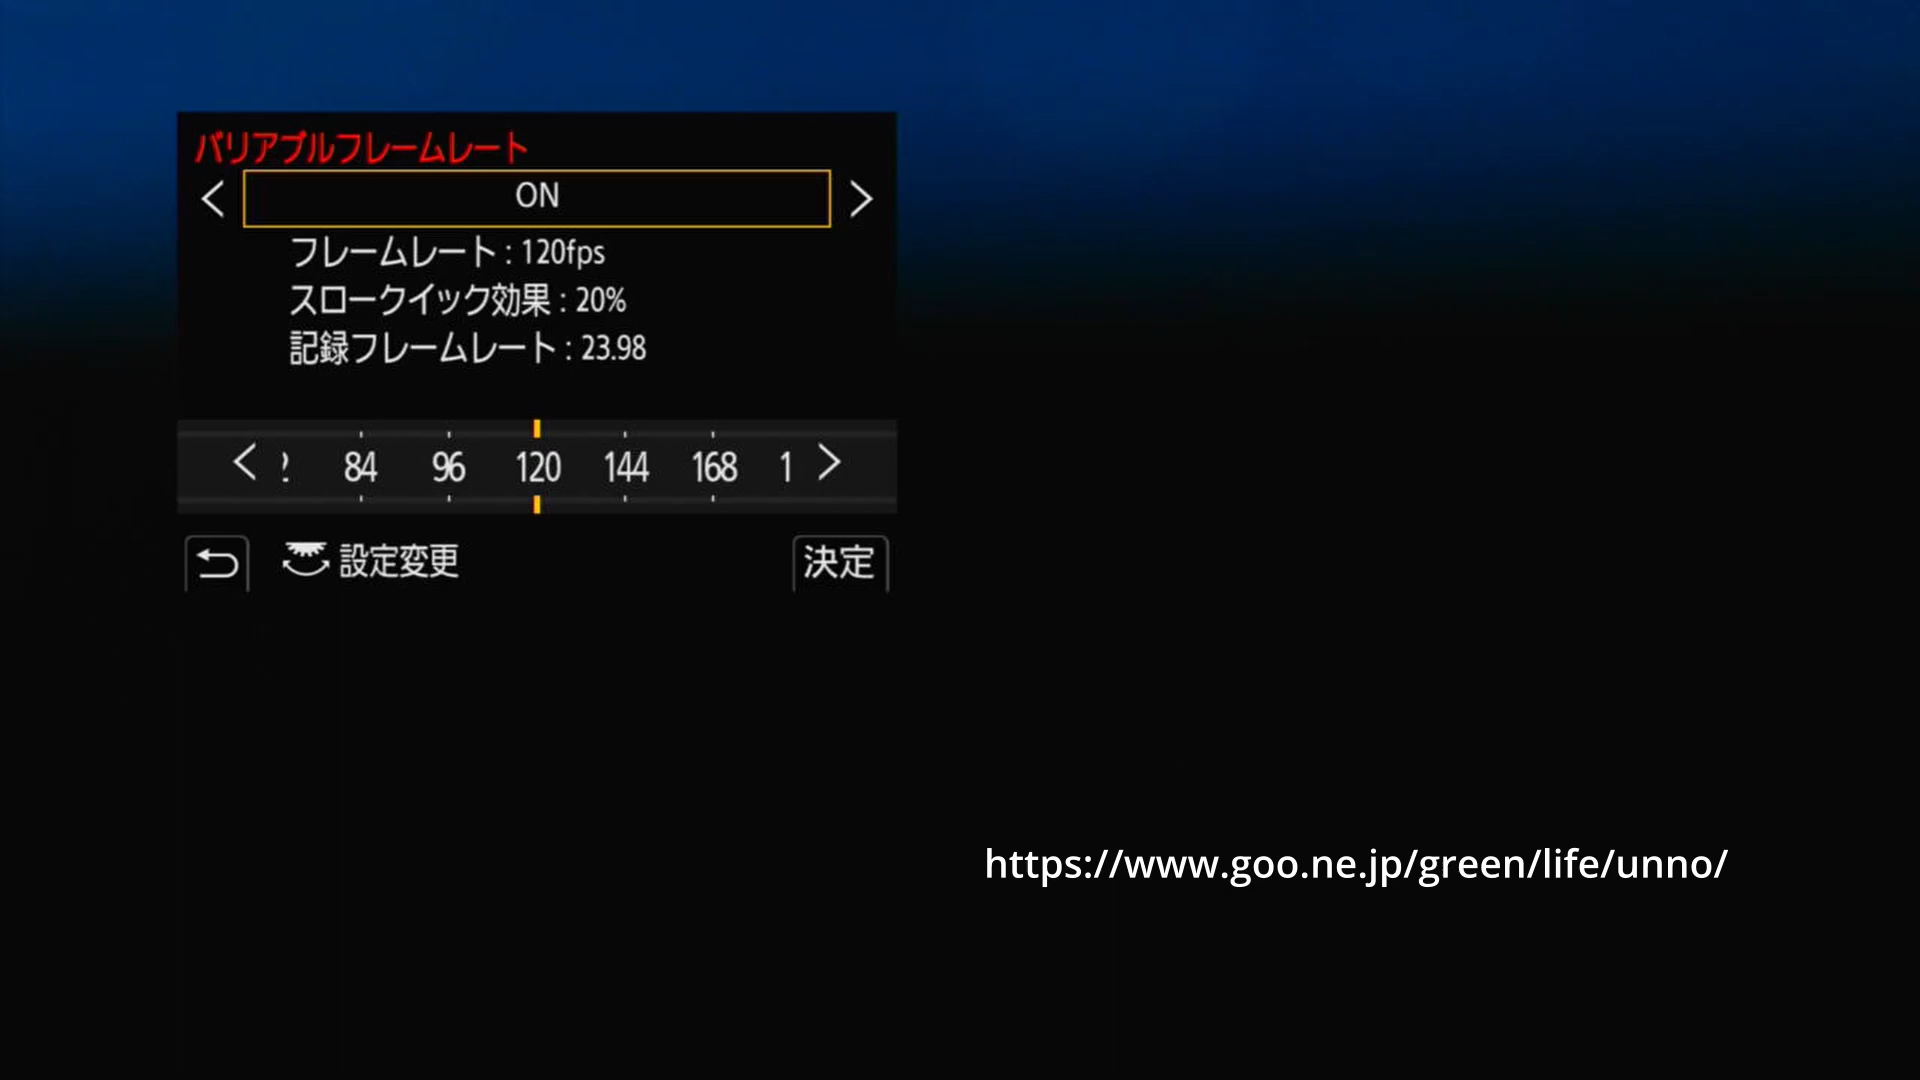 バリアブルフレームレート
ON
フレームレート : 120fps
スロークイック効果 : 20%
記録フレームレート : 23.98
84 96 120 144 168
設定変更
決定
https://www.goo.ne.jp/green/life/unno/